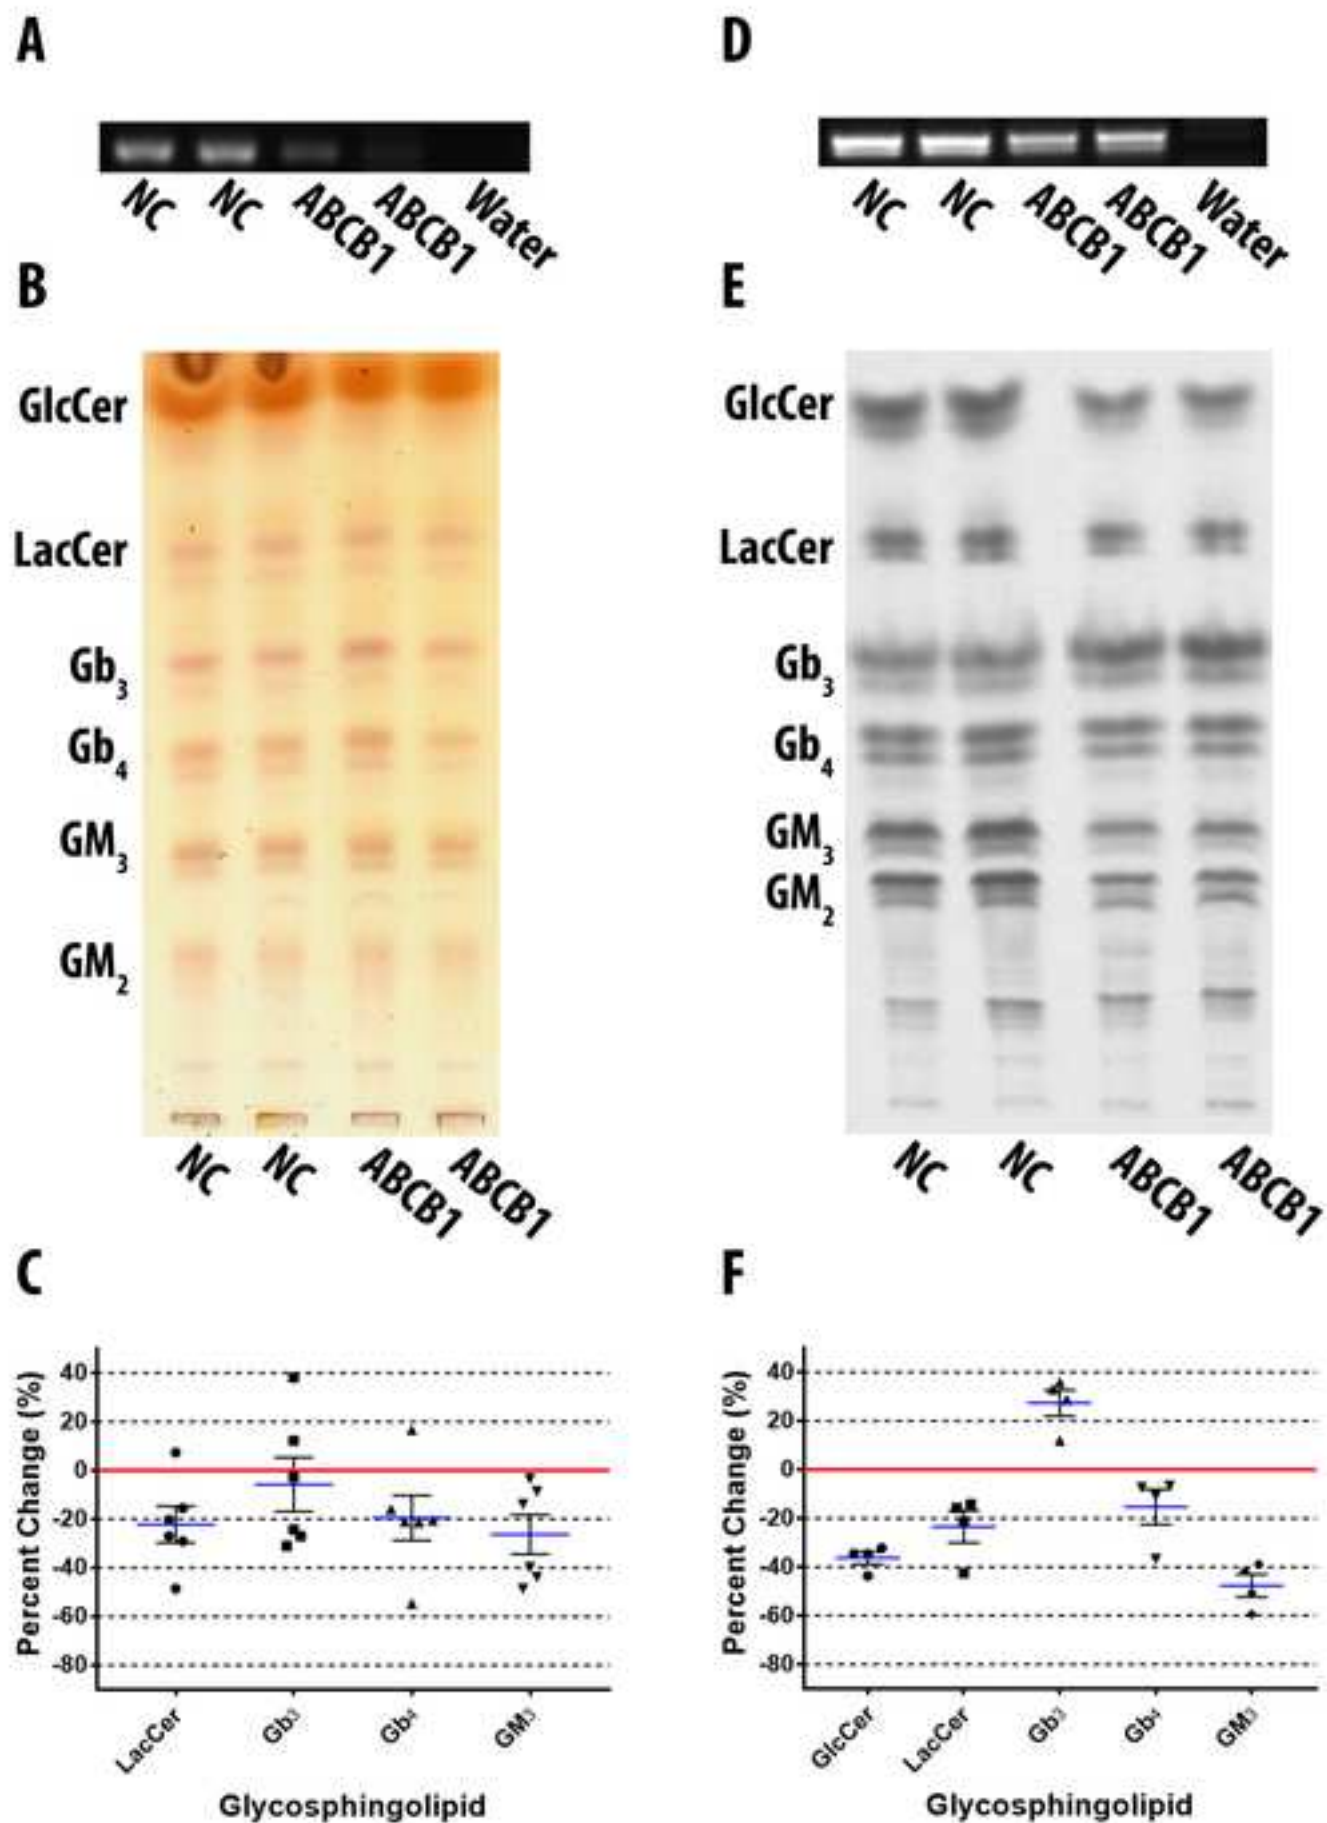 A
NC NC ABCB1 ABCB1 Water
B
GlcCer
LacCer
Gb3
Gb4
GM3
GM2
NC NC ABCB1 ABCB1
C
Percent Change (%)
40
20
0
-20
-40
-60
-80
LacCer Gb3 Gb4 GM3
Glycosphingolipid
D
NC NC ABCB1 ABCB1 Water
E
GlcCer
LacCer
Gb3
Gb4
GM3
GM2
NC NC ABCB1 ABCB1
F
Percent Change (%)
40
20
0
-20
-40
-60
-80
GlcCer LacCer Gb3 Gb4 GM3
Glycosphingolipid